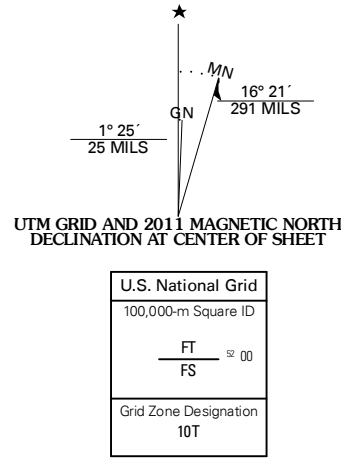 ★
MN
GN
16° 21´
291 MILS
1° 25´
25 MILS
UTM GRID AND 2011 MAGNETIC NORTH
DECLINATION AT CENTER OF SHEET
U.S. National Grid
100,000-m Square ID
FT
52 00
FS
Grid Zone Designation
10T